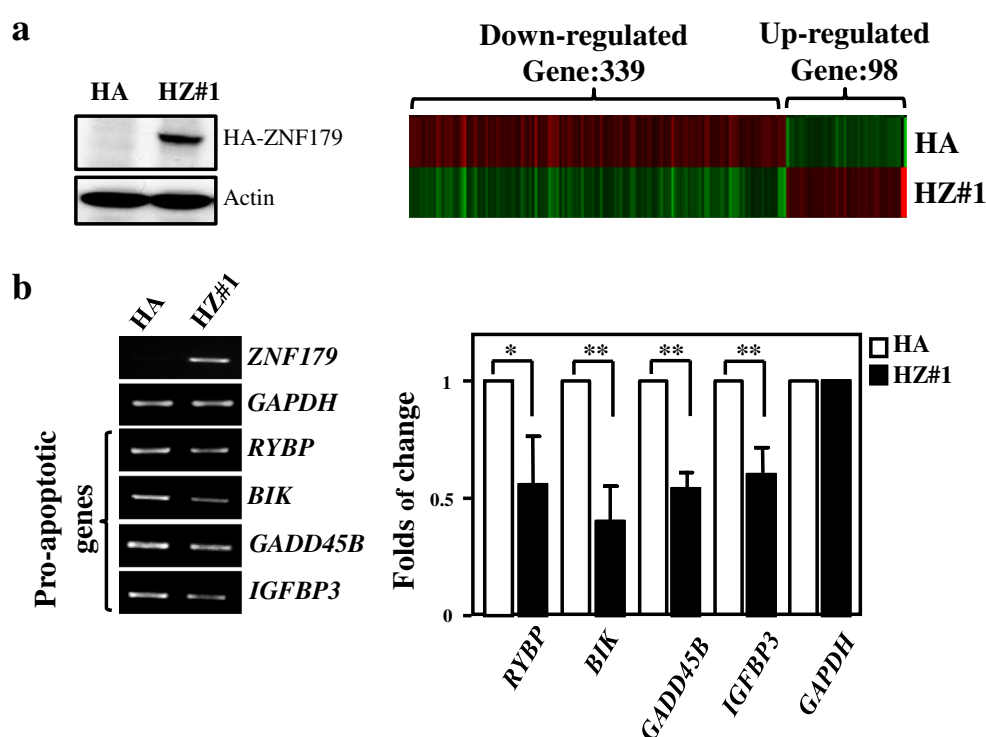 a
HA HZ#1
HA-ZNF179
Actin
Down-regulated
Gene:339
Up-regulated
Gene:98
HA
HZ#1
b
HA HZ#1
ZNF179
GAPDH
RYBP
BIK
GADD45B
IGFBP3
Pro-apoptotic
genes
Folds of change
1
0.5
0
* ** ** **
HA
HZ#1
RYBP BIK GADD45B IGFBP3 GAPDH